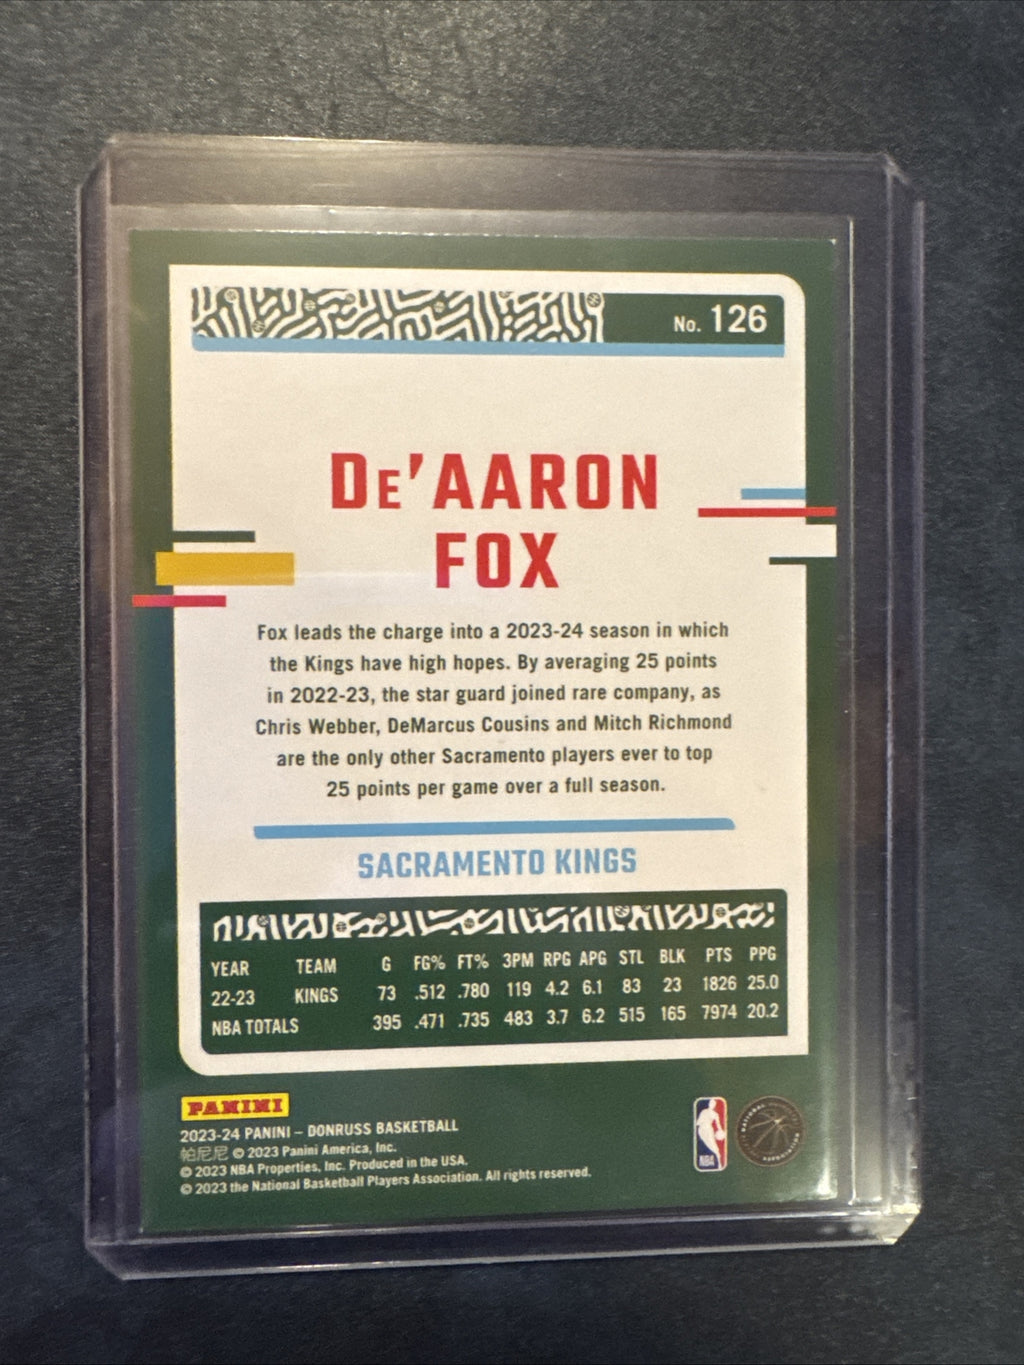 No. 126
DE'AARON
FOX
Fox leads the charge into a 2023-24 season in which
the Kings have high hopes. By averaging 25 points
in 2022-23, the star guard joined rare company, as
Chris Webber, DeMarcus Cousins and Mitch Richmond
are the only other Sacramento players ever to top
25 points per game over a full season.
SACRAMENTO KINGS
YEAR TEAM G FG% FT% 3PM RPG APG STL BLK PTS PPG
22-23 KINGS 73 .512 .780 119 4.2 6.1 83 23 1826 25.0
NBA TOTALS 395 .471 .735 483 3.7 6.2 515 165 7974 20.2
PANINI
2023-24 PANINI – DONRUSS BASKETBALL
帕尼尼 © 2023 Panini America, Inc.
© 2023 NBA Properties, Inc. Produced in the USA.
© 2023 the National Basketball Players Association. All rights reserved.
NBA